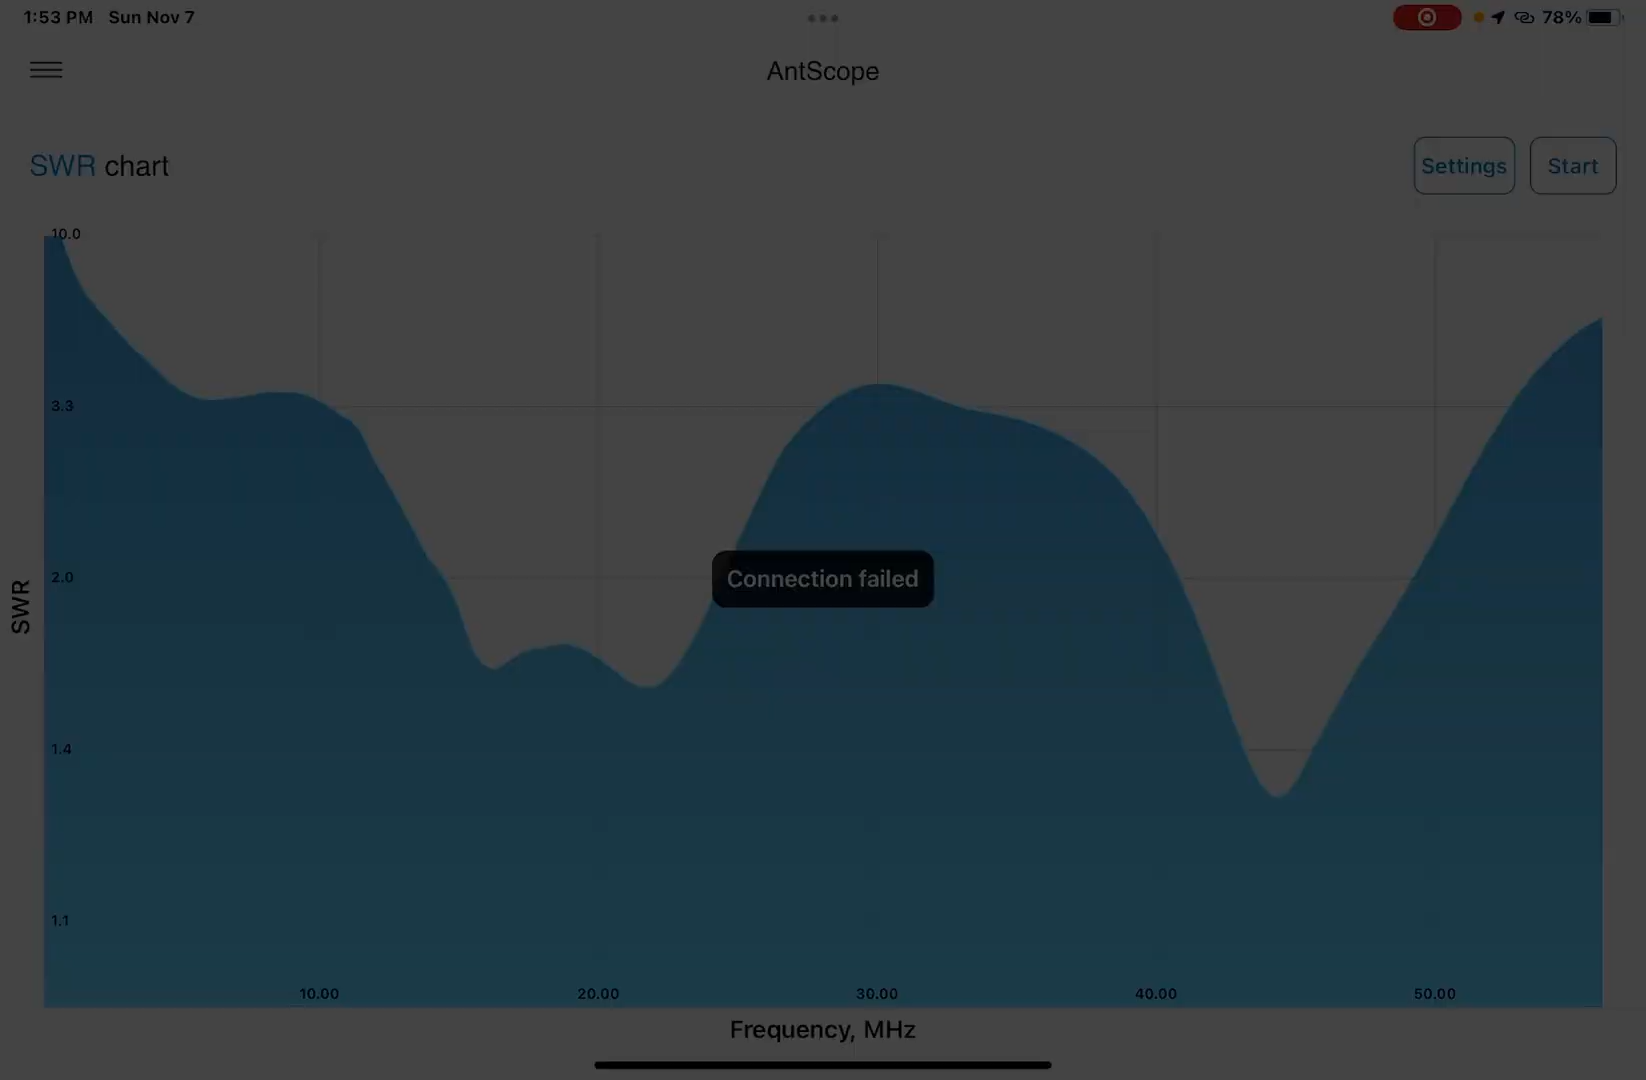 1:53 PM Sun Nov 7
78%
AntScope
SWR chart
Settings
Start
10.0
3.3
2.0
1.4
1.1
SWR
Connection failed
10.00 20.00 30.00 40.00 50.00
Frequency, MHz